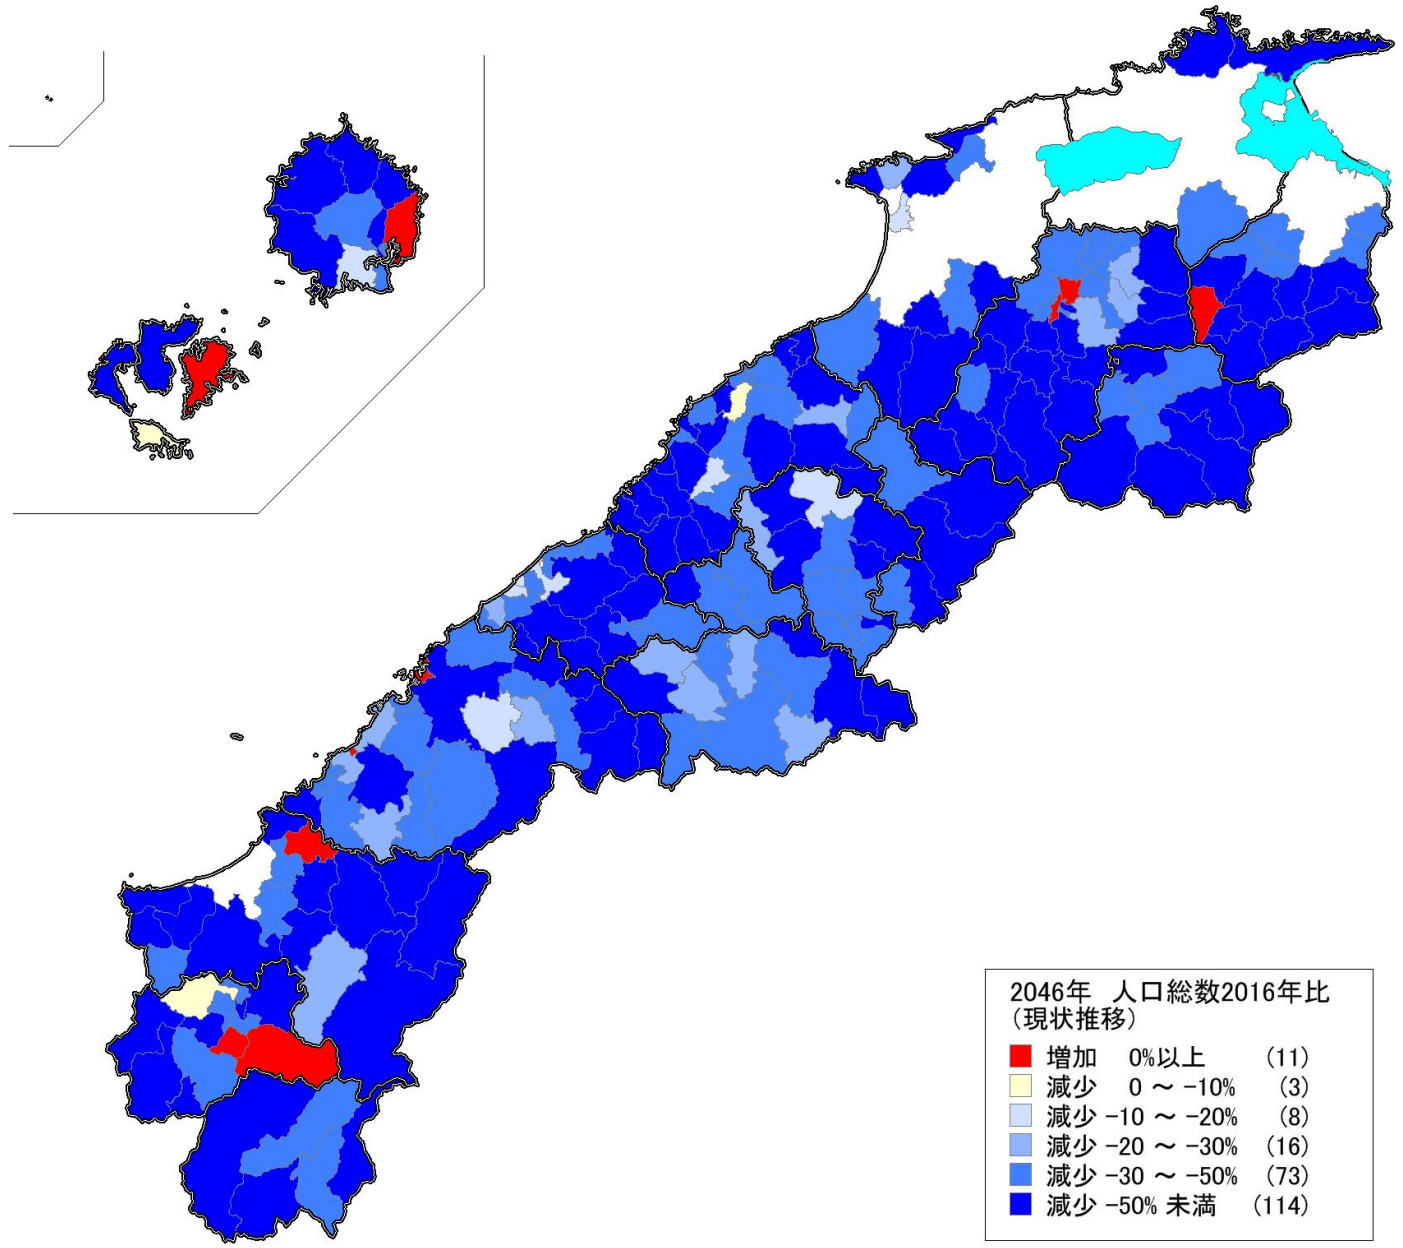 2046年 人口総数2016年比
（現状推移）
増加 0%以上 （11）
減少 0 ～ -10% （3）
減少 -10 ～ -20% （8）
減少 -20 ～ -30% （16）
減少 -30 ～ -50% （73）
減少 -50% 未満 （114）